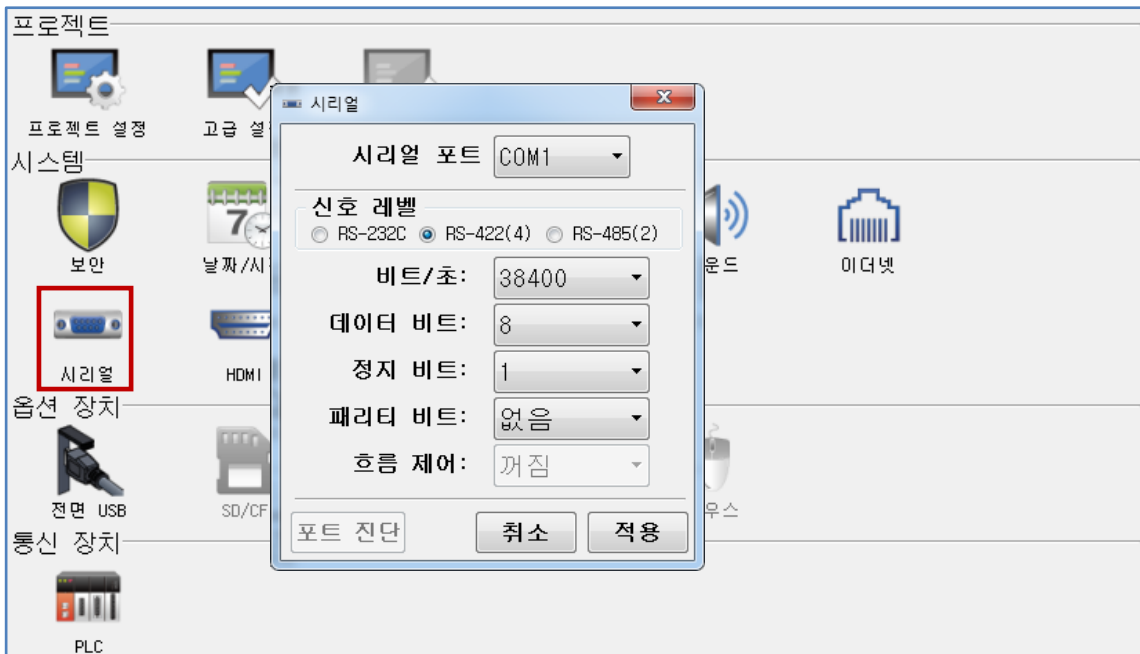 프로젝트
프로젝트 설정
고급 설
시스템
보안
날짜/시
운드
이더넷
시리얼
HDMI
옵션 장치
전면 USB
SD/CF
우스
통신 장치
PLC
시리얼
시리얼 포트 COM1
신호 레벨
RS-232C RS-422(4) RS-485(2)
비트/초: 38400
데이터 비트: 8
정지 비트: 1
패리티 비트: 없음
흐름 제어: 꺼짐
포트 진단 취소 적용